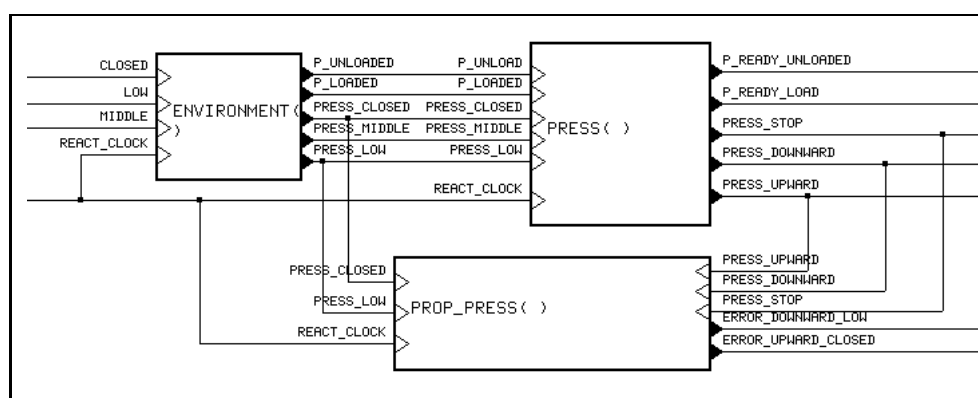 CLOSED
LOW
MIDDLE
REACT_CLOCK
ENVIRONMENT(
)
P_UNLOADED
P_LOADED
PRESS_CLOSED
PRESS_MIDDLE
PRESS_LOW
P_UNLOAD
P_LOADED
PRESS_CLOSED
PRESS_MIDDLE
PRESS_LOW
REACT_CLOCK
PRESS( )
P_READY_UNLOADED
P_READY_LOAD
PRESS_STOP
PRESS_DOWNWARD
PRESS_UPWARD
PRESS_CLOSED
PRESS_LOW
REACT_CLOCK
PROP_PRESS( )
PRESS_UPWARD
PRESS_DOWNWARD
PRESS_STOP
ERROR_DOWNWARD_LOW
ERROR_UPWARD_CLOSED